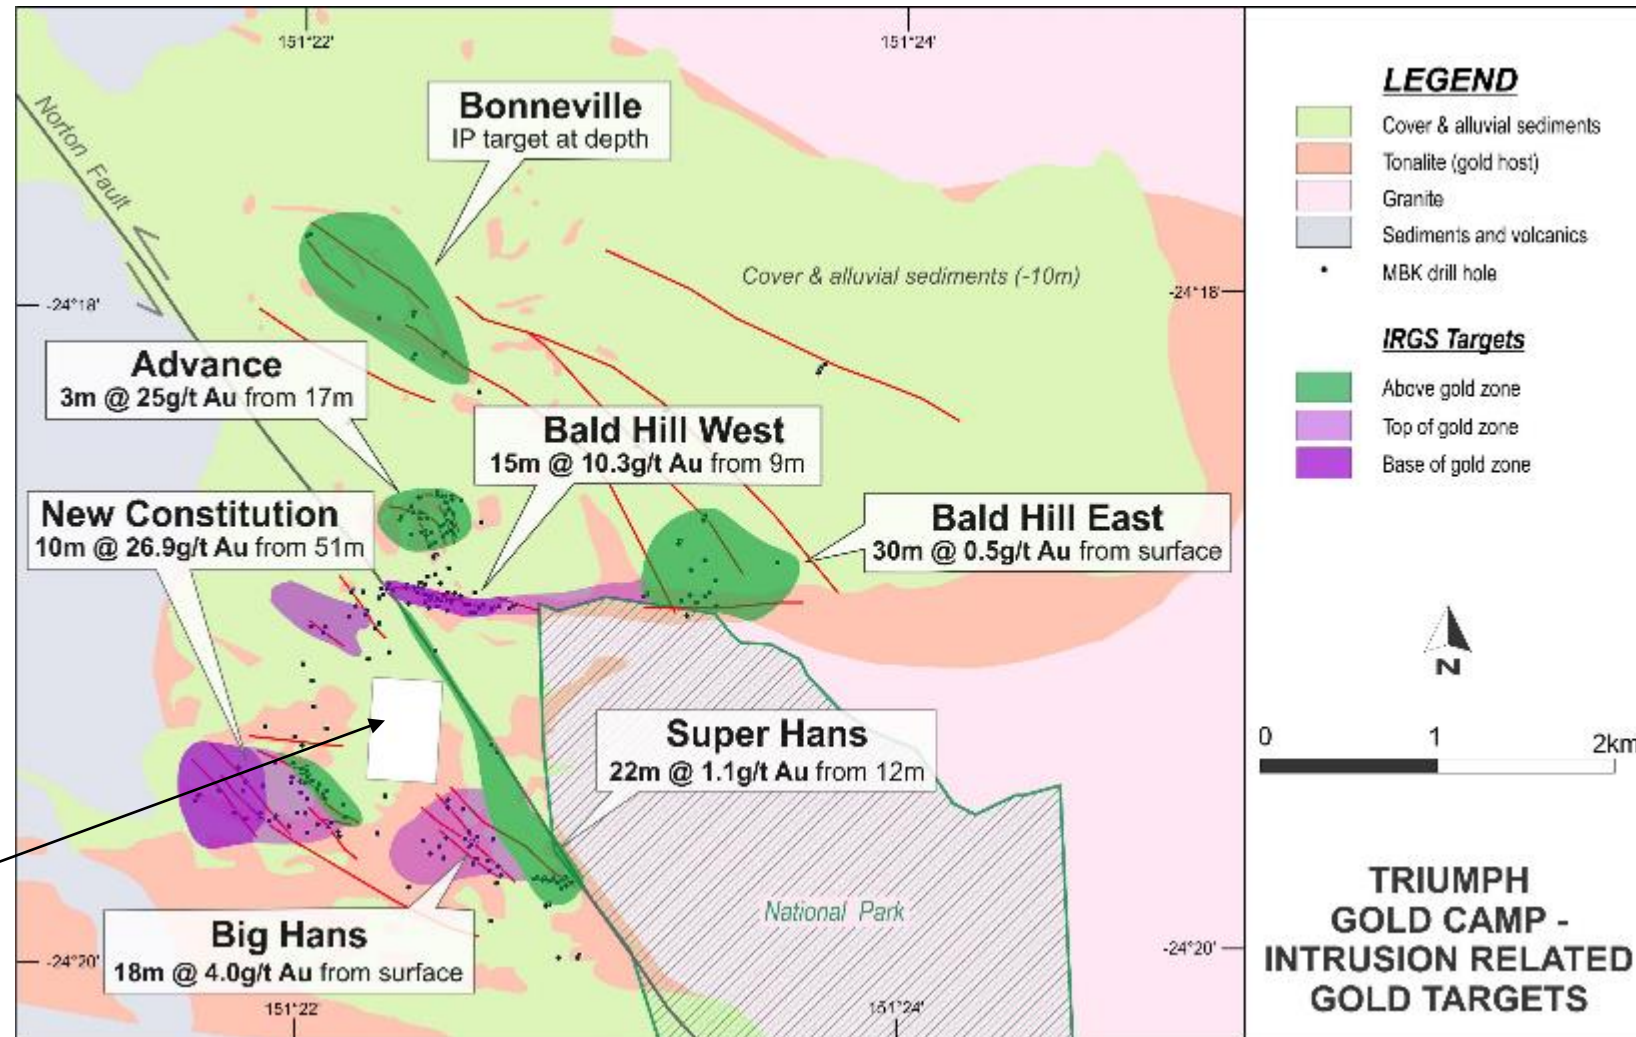 151°22'
151°24'
Norton Fault
Bonneville
IP target at depth
Cover & alluvial sediments (-10m)
-24°18'
-24°18'
Advance
3m @ 25g/t Au from 17m
Bald Hill West
15m @ 10.3g/t Au from 9m
New Constitution
10m @ 26.9g/t Au from 51m
Bald Hill East
30m @ 0.5g/t Au from surface
Super Hans
22m @ 1.1g/t Au from 12m
National Park
Big Hans
18m @ 4.0g/t Au from surface
-24°20'
-24°20'
151°22'
151°24'
LEGEND
Cover & alluvial sediments
Tonalite (gold host)
Granite
Sediments and volcanics
MBK drill hole
IRGS Targets
Above gold zone
Top of gold zone
Base of gold zone
N
0 1 2km
TRIUMPH
GOLD CAMP -
INTRUSION RELATED
GOLD TARGETS